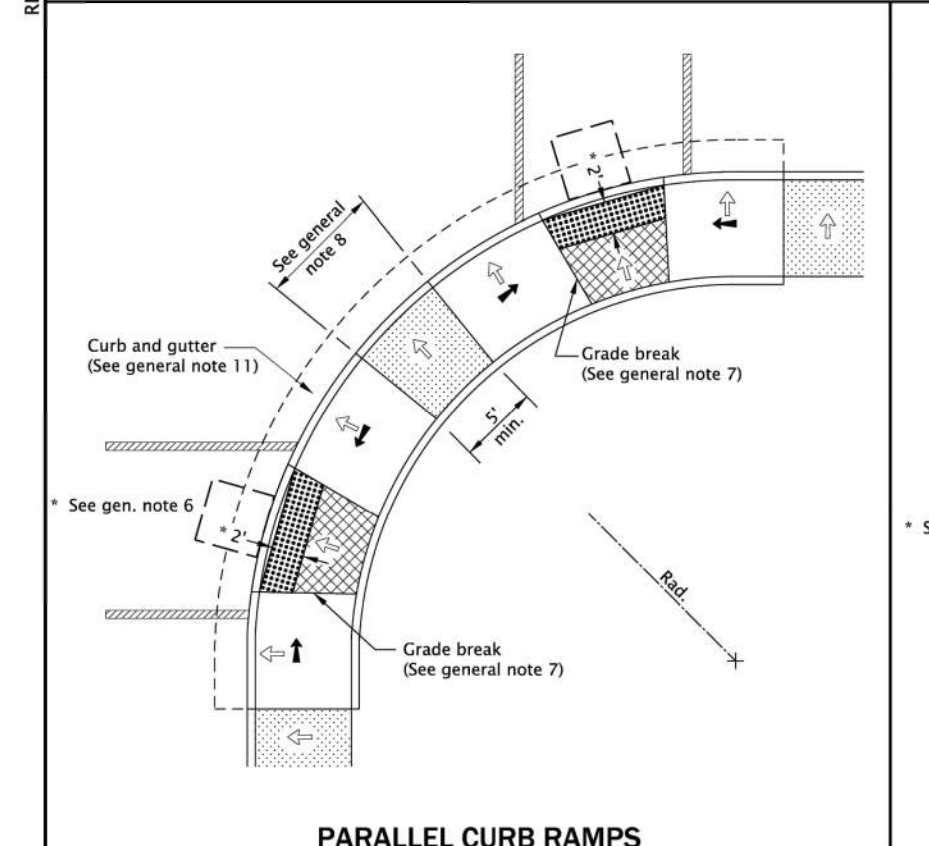 See general
note 8
* 2'
Curb and gutter
(See general note 11)
Grade break
(See general note 7)
5'
min.
* See gen. note 6
* 2'
Rad.
Grade break
(See general note 7)
PARALLEL CURB RAMPS